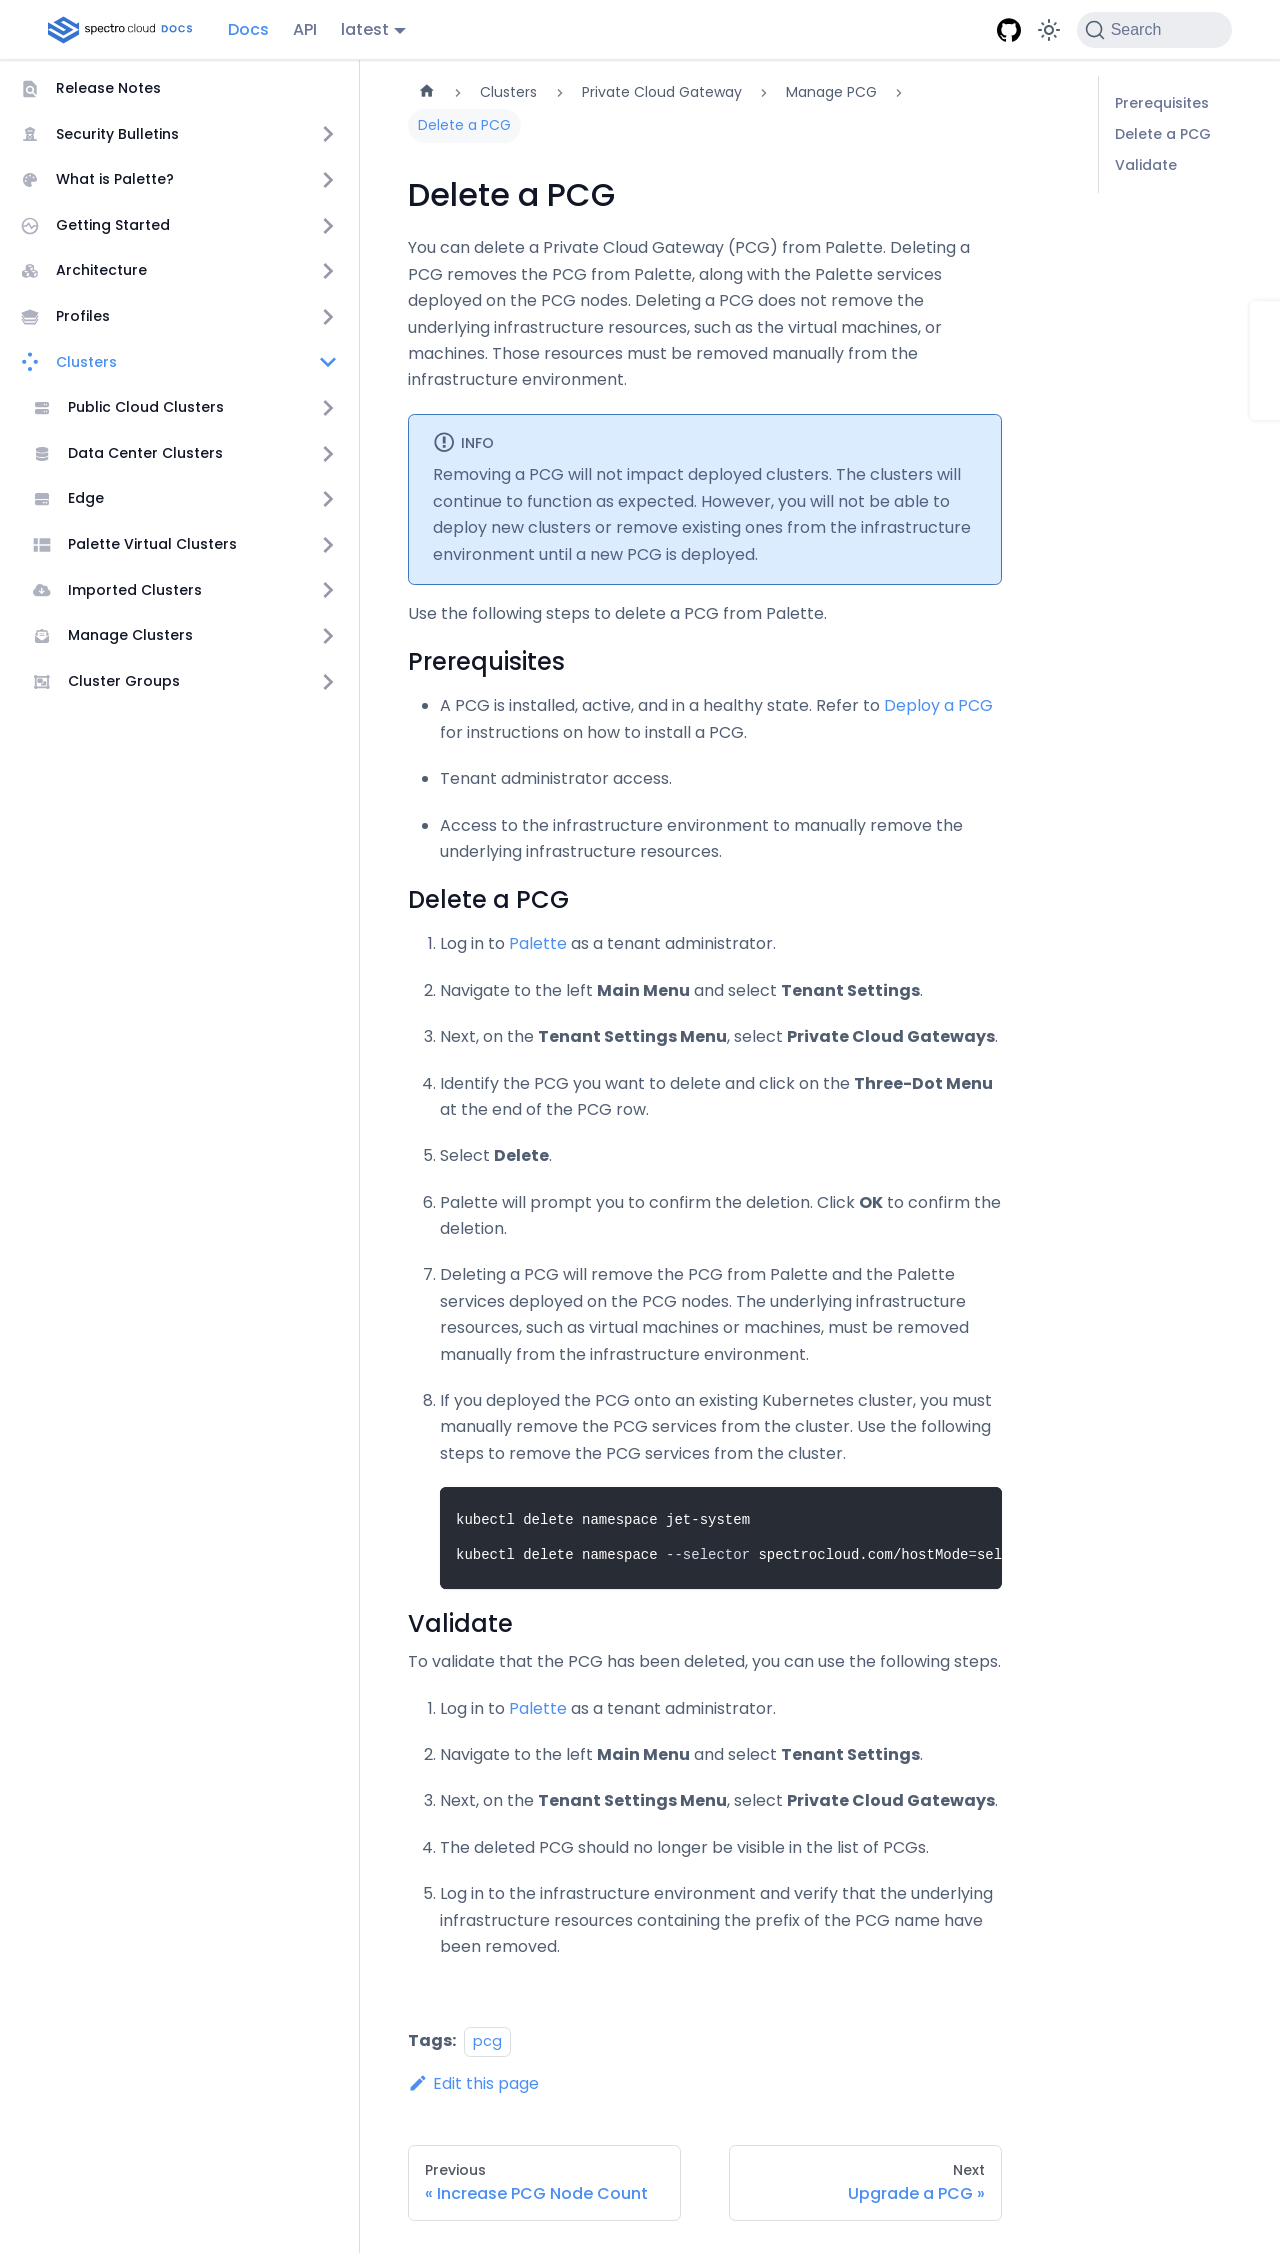 spectro cloud DOCS
Docs
API
latest
Search
Release Notes
Security Bulletins
What is Palette?
Getting Started
Architecture
Profiles
Clusters
Public Cloud Clusters
Data Center Clusters
Edge
Palette Virtual Clusters
Imported Clusters
Manage Clusters
Cluster Groups
Clusters
Private Cloud Gateway
Manage PCG
Delete a PCG
Delete a PCG
You can delete a Private Cloud Gateway (PCG) from Palette. Deleting a
PCG removes the PCG from Palette, along with the Palette services
deployed on the PCG nodes. Deleting a PCG does not remove the
underlying infrastructure resources, such as the virtual machines, or
machines. Those resources must be removed manually from the
infrastructure environment.
INFO
Removing a PCG will not impact deployed clusters. The clusters will
continue to function as expected. However, you will not be able to
deploy new clusters or remove existing ones from the infrastructure
environment until a new PCG is deployed.
Use the following steps to delete a PCG from Palette.
Prerequisites
A PCG is installed, active, and in a healthy state. Refer to Deploy a PCG
for instructions on how to install a PCG.
Tenant administrator access.
Access to the infrastructure environment to manually remove the
underlying infrastructure resources.
Delete a PCG
1. Log in to Palette as a tenant administrator.
2. Navigate to the left Main Menu and select Tenant Settings.
3. Next, on the Tenant Settings Menu, select Private Cloud Gateways.
4. Identify the PCG you want to delete and click on the Three-Dot Menu
at the end of the PCG row.
5. Select Delete.
6. Palette will prompt you to confirm the deletion. Click OK to confirm the
deletion.
7. Deleting a PCG will remove the PCG from Palette and the Palette
services deployed on the PCG nodes. The underlying infrastructure
resources, such as virtual machines or machines, must be removed
manually from the infrastructure environment.
8. If you deployed the PCG onto an existing Kubernetes cluster, you must
manually remove the PCG services from the cluster. Use the following
steps to remove the PCG services from the cluster.
kubectl delete namespace jet-system
kubectl delete namespace --selector spectrocloud.com/hostMode=sel
Validate
To validate that the PCG has been deleted, you can use the following steps.
1. Log in to Palette as a tenant administrator.
2. Navigate to the left Main Menu and select Tenant Settings.
3. Next, on the Tenant Settings Menu, select Private Cloud Gateways.
4. The deleted PCG should no longer be visible in the list of PCGs.
5. Log in to the infrastructure environment and verify that the underlying
infrastructure resources containing the prefix of the PCG name have
been removed.
Tags: pcg
Edit this page
Previous
« Increase PCG Node Count
Next
Upgrade a PCG »
Prerequisites
Delete a PCG
Validate